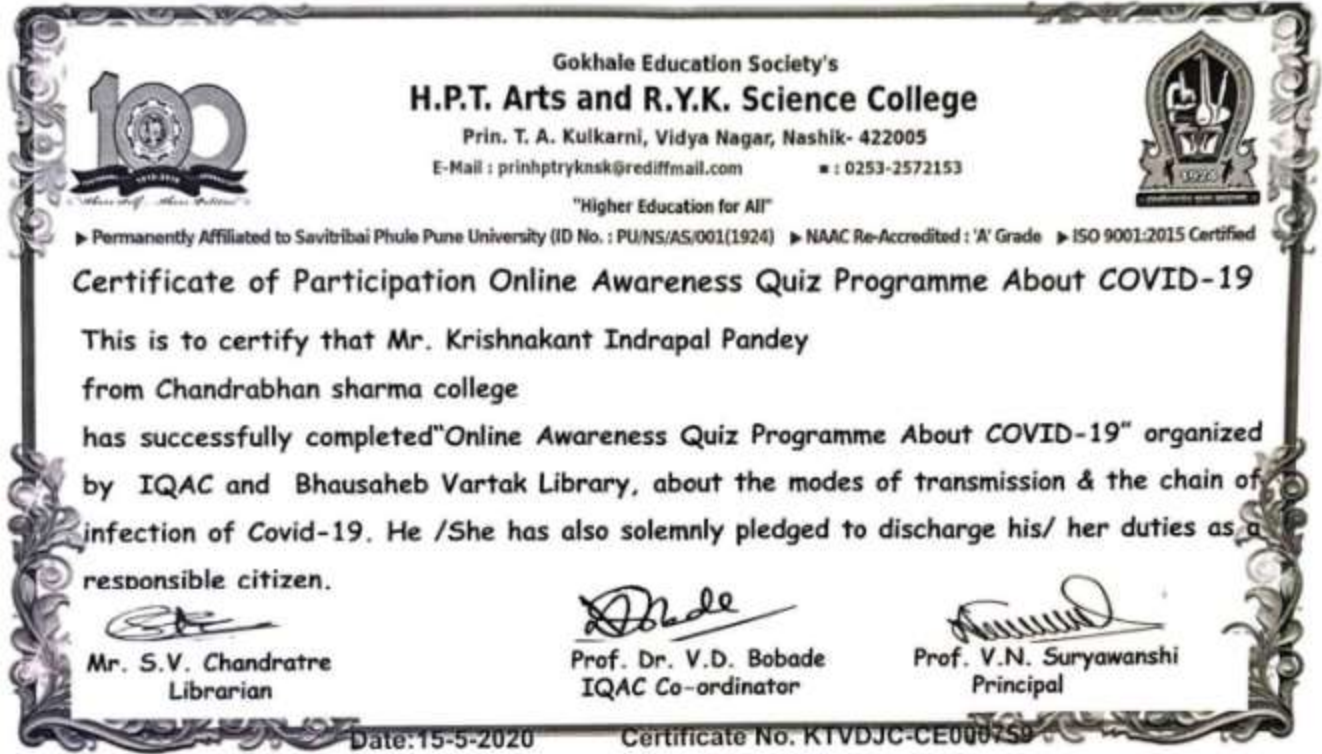 Gokhale Education Society's
H.P.T. Arts and R.Y.K. Science College
Prin. T. A. Kulkarni, Vidya Nagar, Nashik- 422005
E-Mail : prinhptryknsk@rediffmail.com : 0253-2572153
"Higher Education for All"
▶ Permanently Affiliated to Savitribai Phule Pune University (ID No. : PU/NS/AS/001(1924) ▶ NAAC Re-Accredited : 'A' Grade ▶ ISO 9001:2015 Certified
100
1918-2018
1924
Certificate of Participation Online Awareness Quiz Programme About COVID-19
This is to certify that Mr. Krishnakant Indrapal Pandey
from Chandrabhan sharma college
has successfully completed"Online Awareness Quiz Programme About COVID-19" organized
by IQAC and Bhausaheb Vartak Library, about the modes of transmission & the chain of
infection of Covid-19. He /She has also solemnly pledged to discharge his/ her duties as a
responsible citizen.
Mr. S.V. Chandratre
Librarian
Prof. Dr. V.D. Bobade
IQAC Co-ordinator
Prof. V.N. Suryawanshi
Principal
Date:15-5-2020 Certificate No. KTVDJC-CE000759